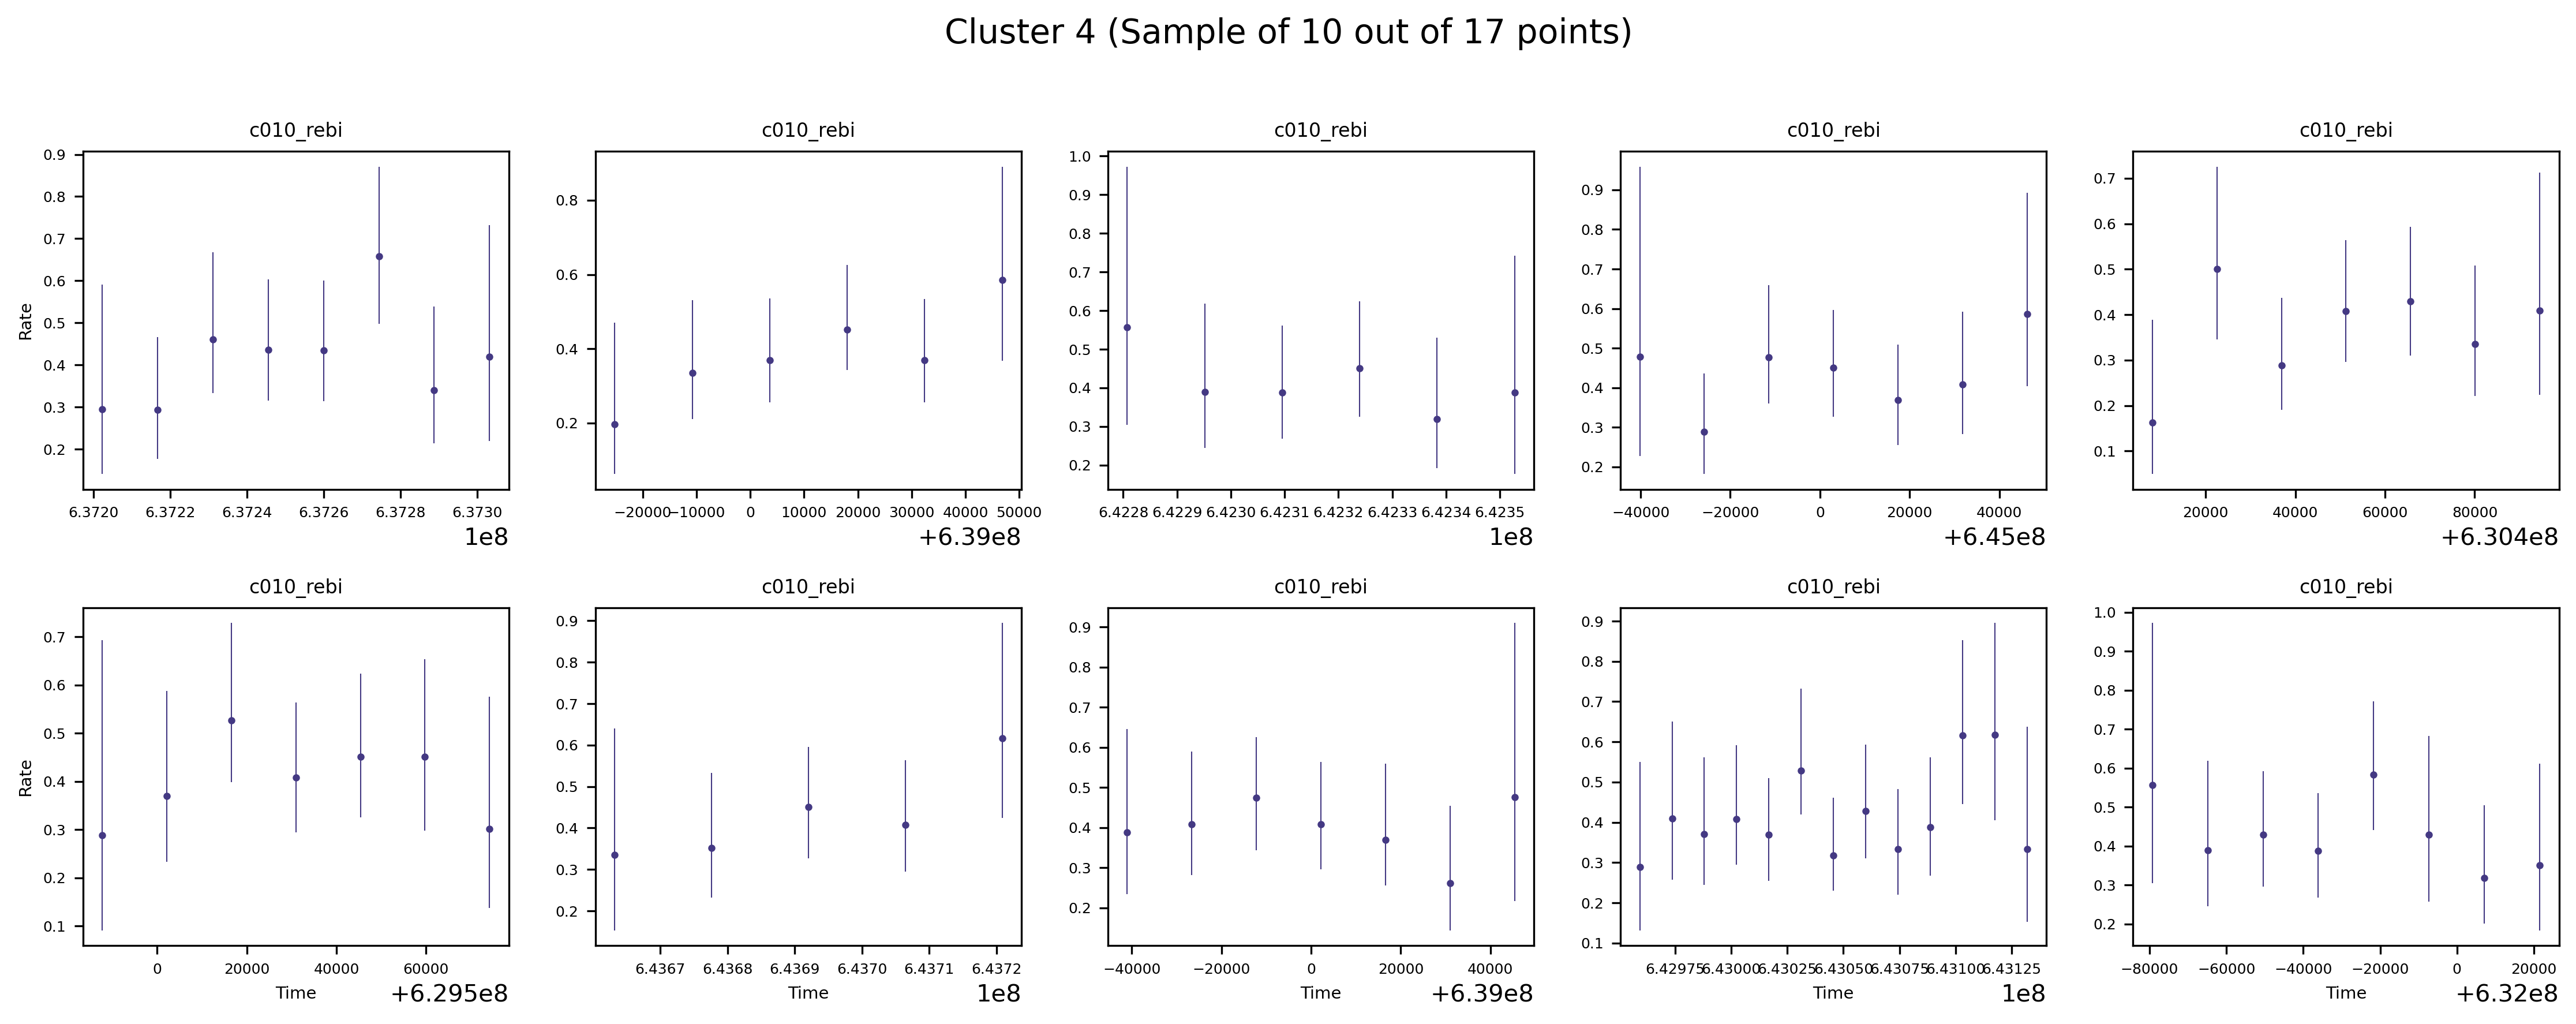 Cluster 4 (Sample of 10 out of 17 points)
c010_rebi c010_rebi c010_rebi c010_rebi c010_rebi
Rate
0.9 0.8 0.7 0.6 0.5 0.4 0.3 0.2
6.3720 6.3722 6.3724 6.3726 6.3728 6.3730
1e8
0.8 0.6 0.4 0.2
−20000 −10000 0 10000 20000 30000 40000 50000
+6.39e8
1.0 0.9 0.8 0.7 0.6 0.5 0.4 0.3 0.2
6.4228 6.4229 6.4230 6.4231 6.4232 6.4233 6.4234 6.4235
1e8
0.9 0.8 0.7 0.6 0.5 0.4 0.3 0.2
−40000 −20000 0 20000 40000
+6.45e8
0.7 0.6 0.5 0.4 0.3 0.2 0.1
20000 40000 60000 80000
+6.304e8
c010_rebi c010_rebi c010_rebi c010_rebi c010_rebi
Rate
0.7 0.6 0.5 0.4 0.3 0.2 0.1
0 20000 40000 60000
Time +6.295e8
0.9 0.8 0.7 0.6 0.5 0.4 0.3 0.2
6.4367 6.4368 6.4369 6.4370 6.4371 6.4372
Time 1e8
0.9 0.8 0.7 0.6 0.5 0.4 0.3 0.2
−40000 −20000 0 20000 40000
Time +6.39e8
0.9 0.8 0.7 0.6 0.5 0.4 0.3 0.2 0.1
6.42975 6.43000 6.43025 6.43050 6.43075 6.43100 6.43125
Time 1e8
1.0 0.9 0.8 0.7 0.6 0.5 0.4 0.3 0.2
−80000 −60000 −40000 −20000 0 20000
Time +6.32e8